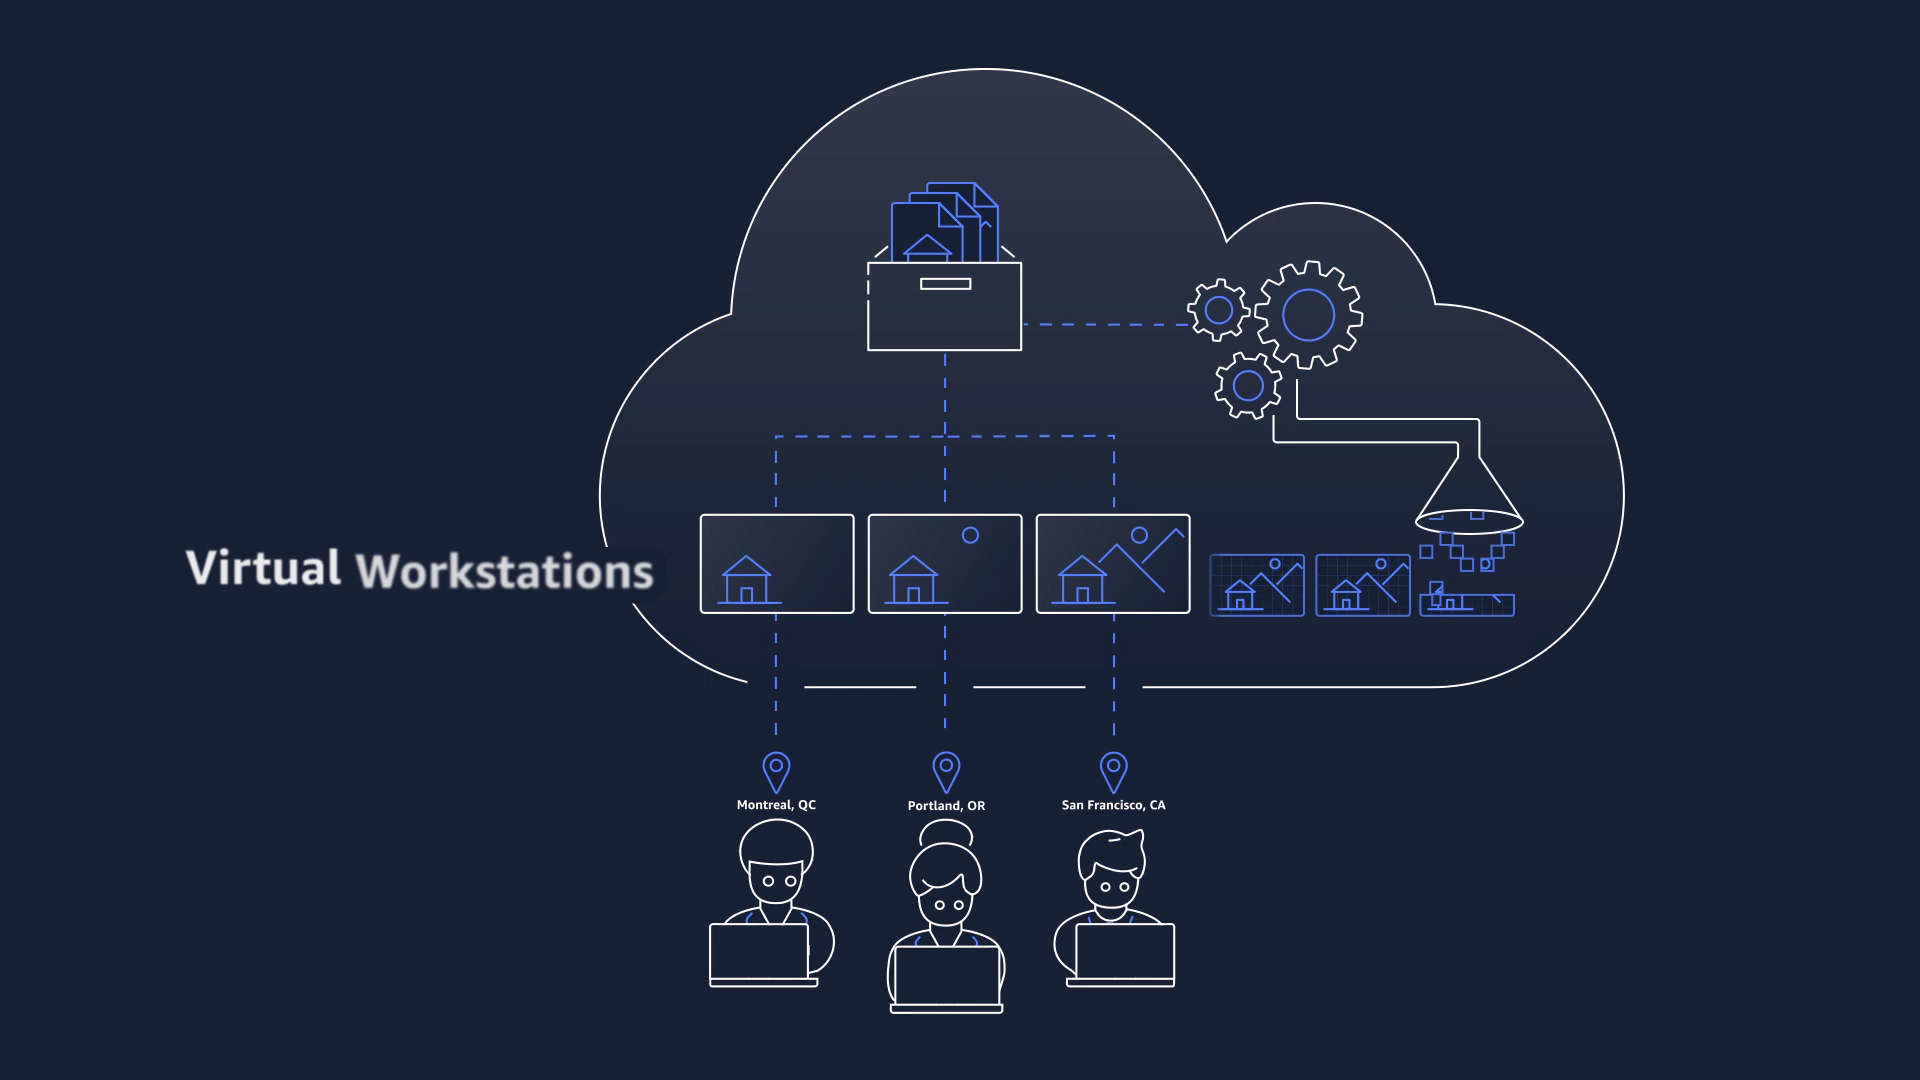 Virtual Workstations
Montreal, QC
Portland, OR
San Francisco, CA